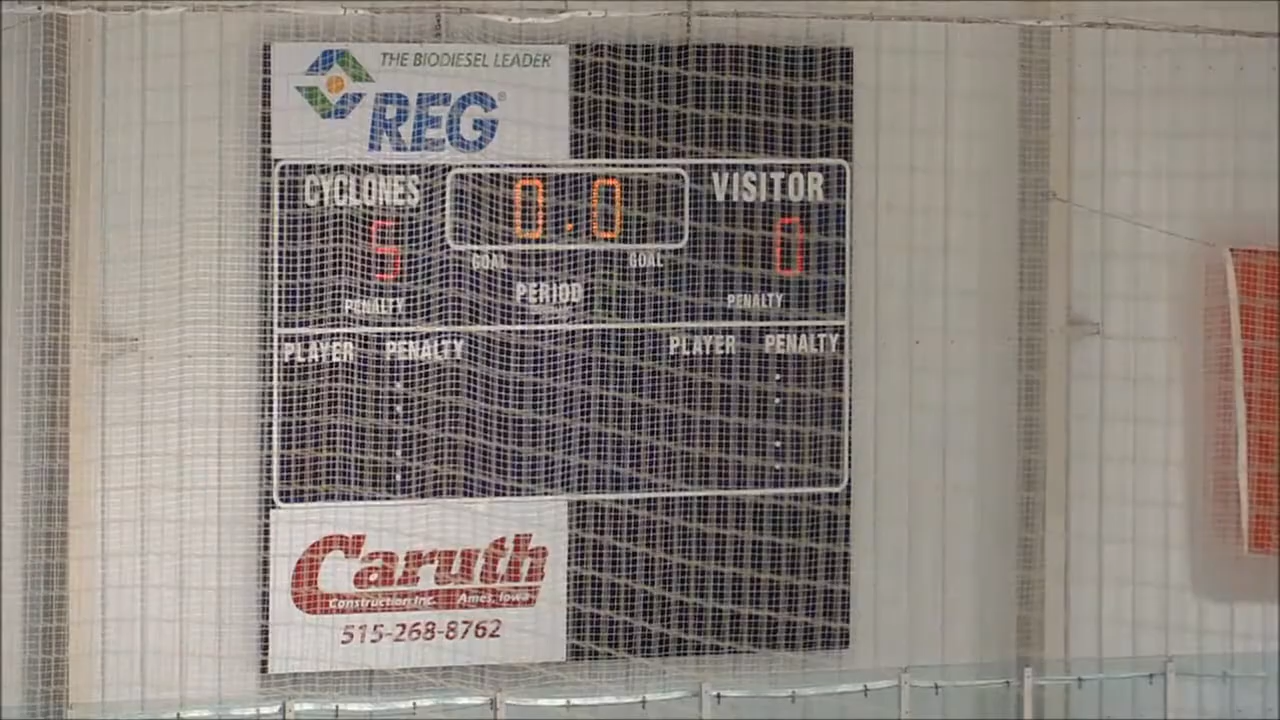 THE BIODIESEL LEADER
REG®
CYCLONES 0.0 VISITOR
5 0
GOAL GOAL
PENALTY PERIOD PENALTY
PLAYER PENALTY PLAYER PENALTY
Caruth
Construction Inc. Ames, Iowa
515-268-8762